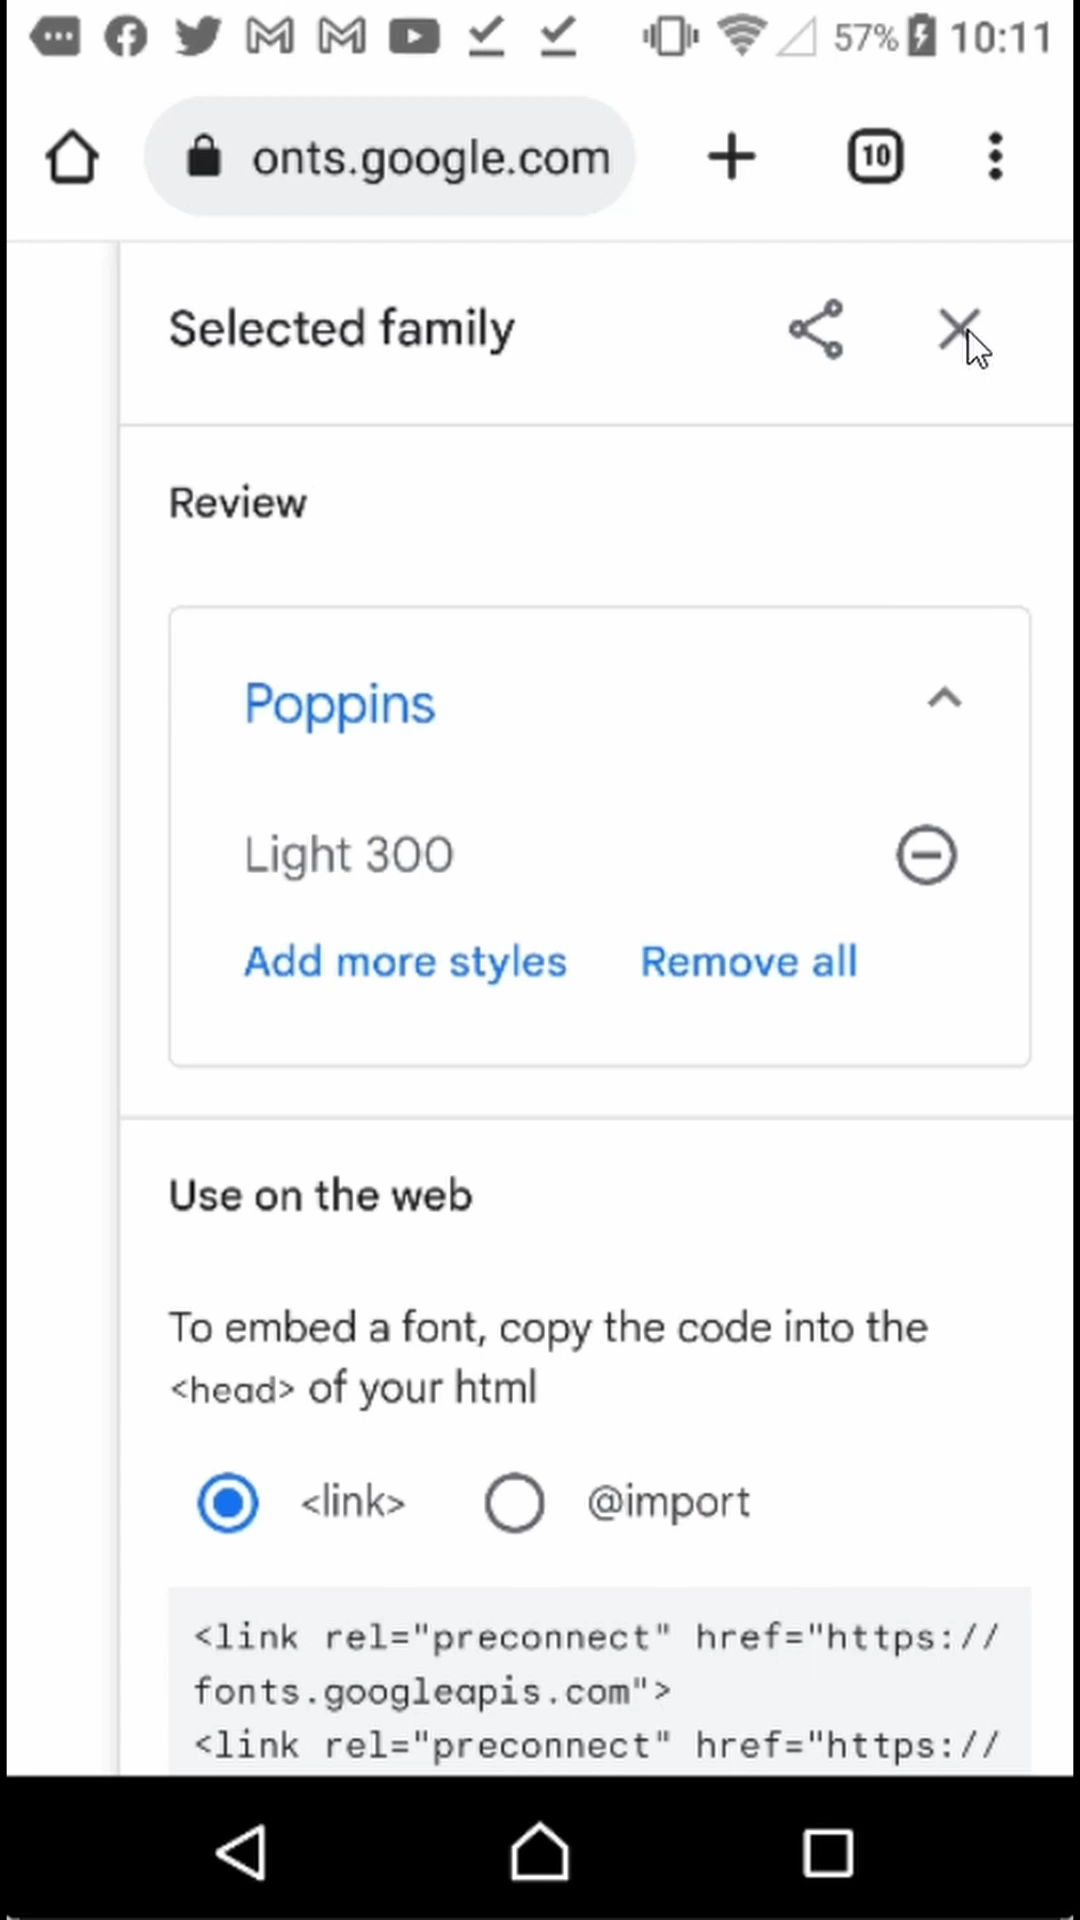 57% 10:11
onts.google.com 10
Selected family
Review
Poppins
Light 300
Add more styles Remove all
Use on the web
To embed a font, copy the code into the
<head> of your html
<link> @import
<link rel="preconnect" href="https://
fonts.googleapis.com">
<link rel="preconnect" href="https://